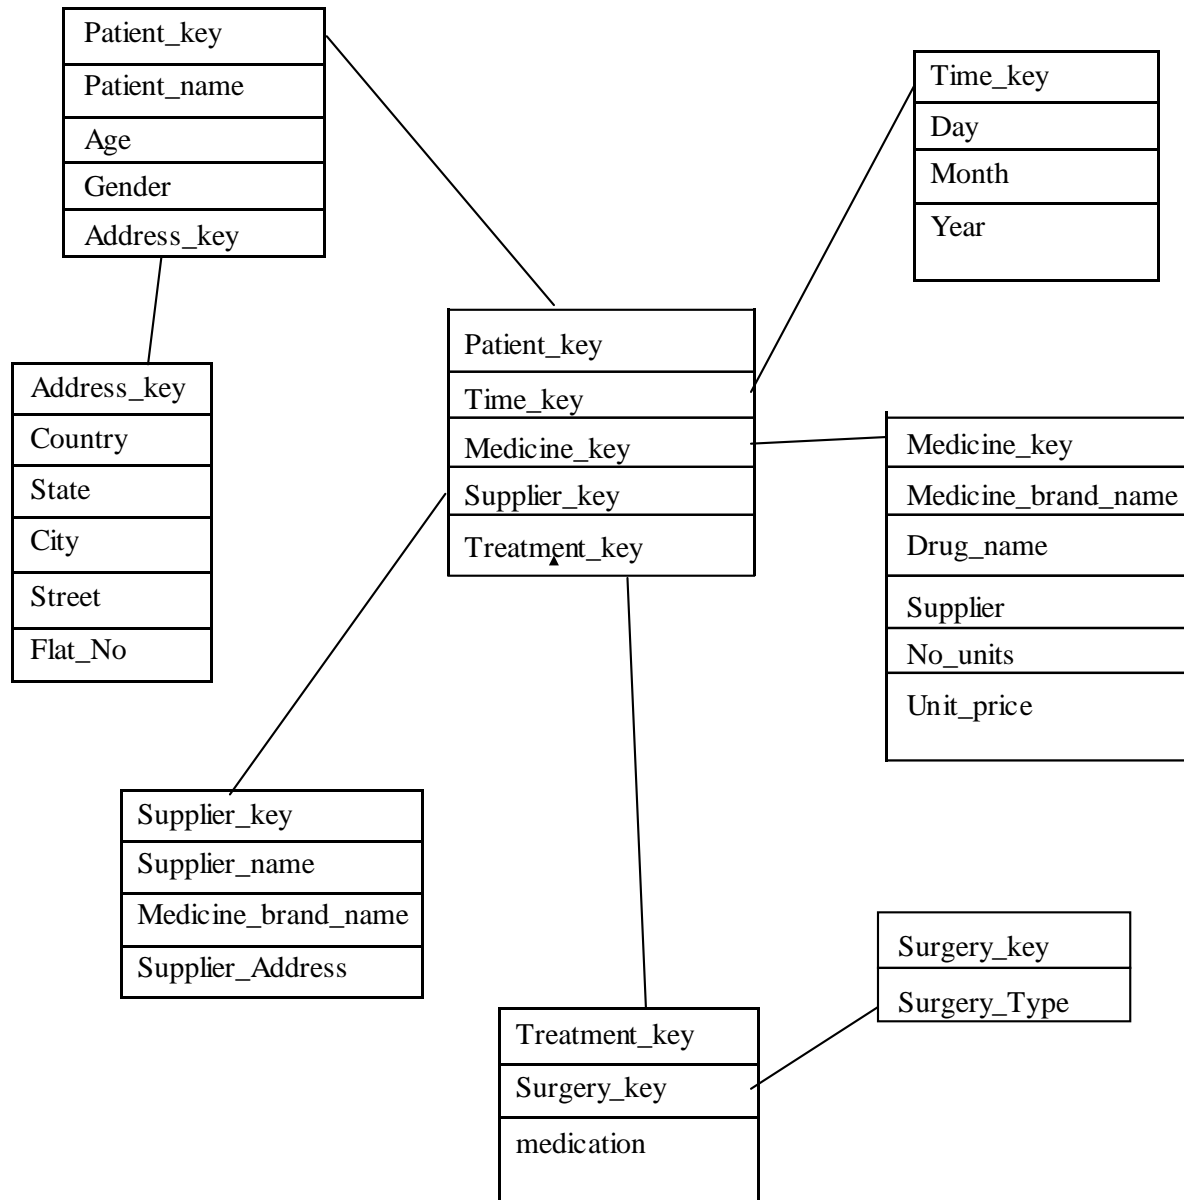 Patient_key
Patient_name
Age
Gender
Address_key
Time_key
Day
Month
Year
Patient_key
Time_key
Medicine_key
Supplier_key
Treatment_key
Address_key
Country
State
City
Street
Flat_No
Medicine_key
Medicine_brand_name
Drug_name
Supplier
No_units
Unit_price
Supplier_key
Supplier_name
Medicine_brand_name
Supplier_Address
Surgery_key
Surgery_Type
Treatment_key
Surgery_key
medication